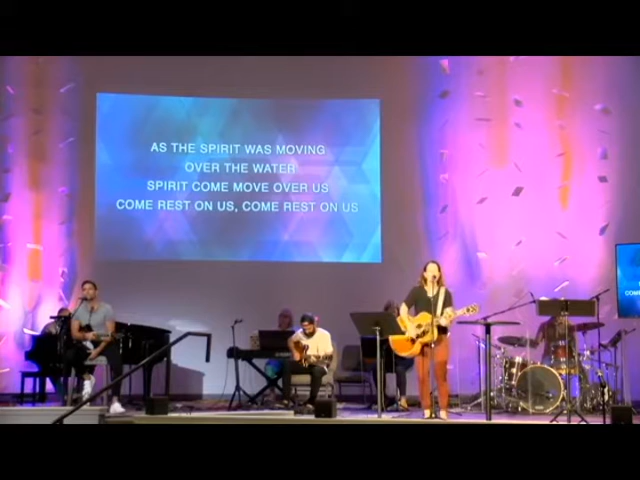 AS THE SPIRIT WAS MOVING
OVER THE WATER
SPIRIT COME MOVE OVER US
COME REST ON US, COME REST ON US